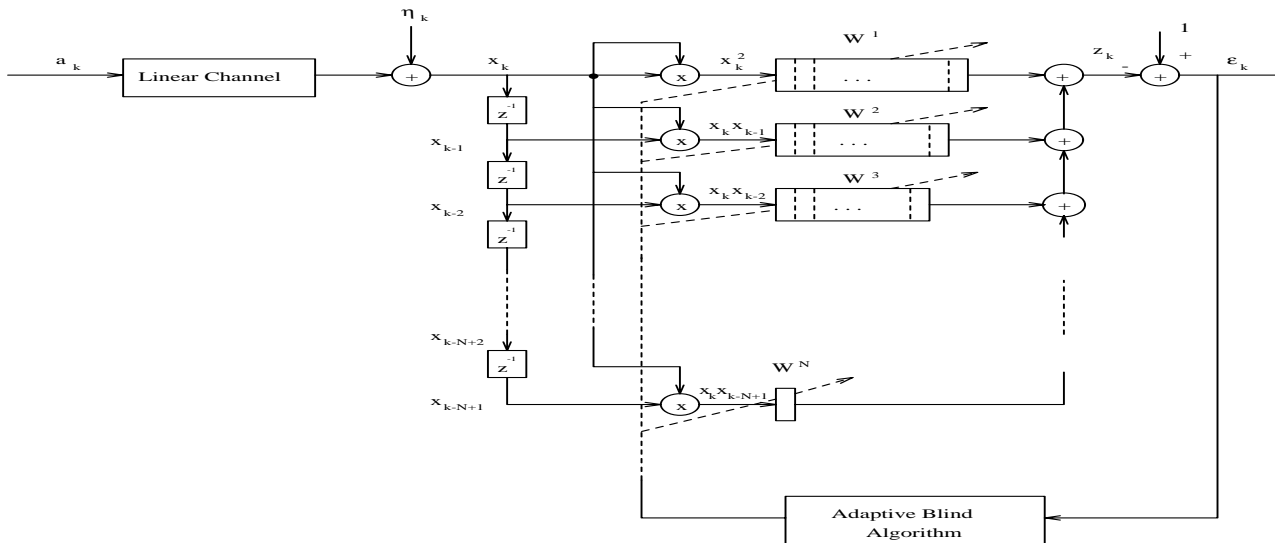 η k
1
W 1
a k
x k
x k 2
z k
-
+
ε k
Linear Channel
+
x
...
+
+
z -1
W 2
x k-1
x
x k x k-1
...
+
z -1
W 3
x k-2
x
x k x k-2
...
+
z -1
x k-N+2
z -1
W N
x k-N+1
x
x k x k-N+1
Adaptive Blind
Algorithm